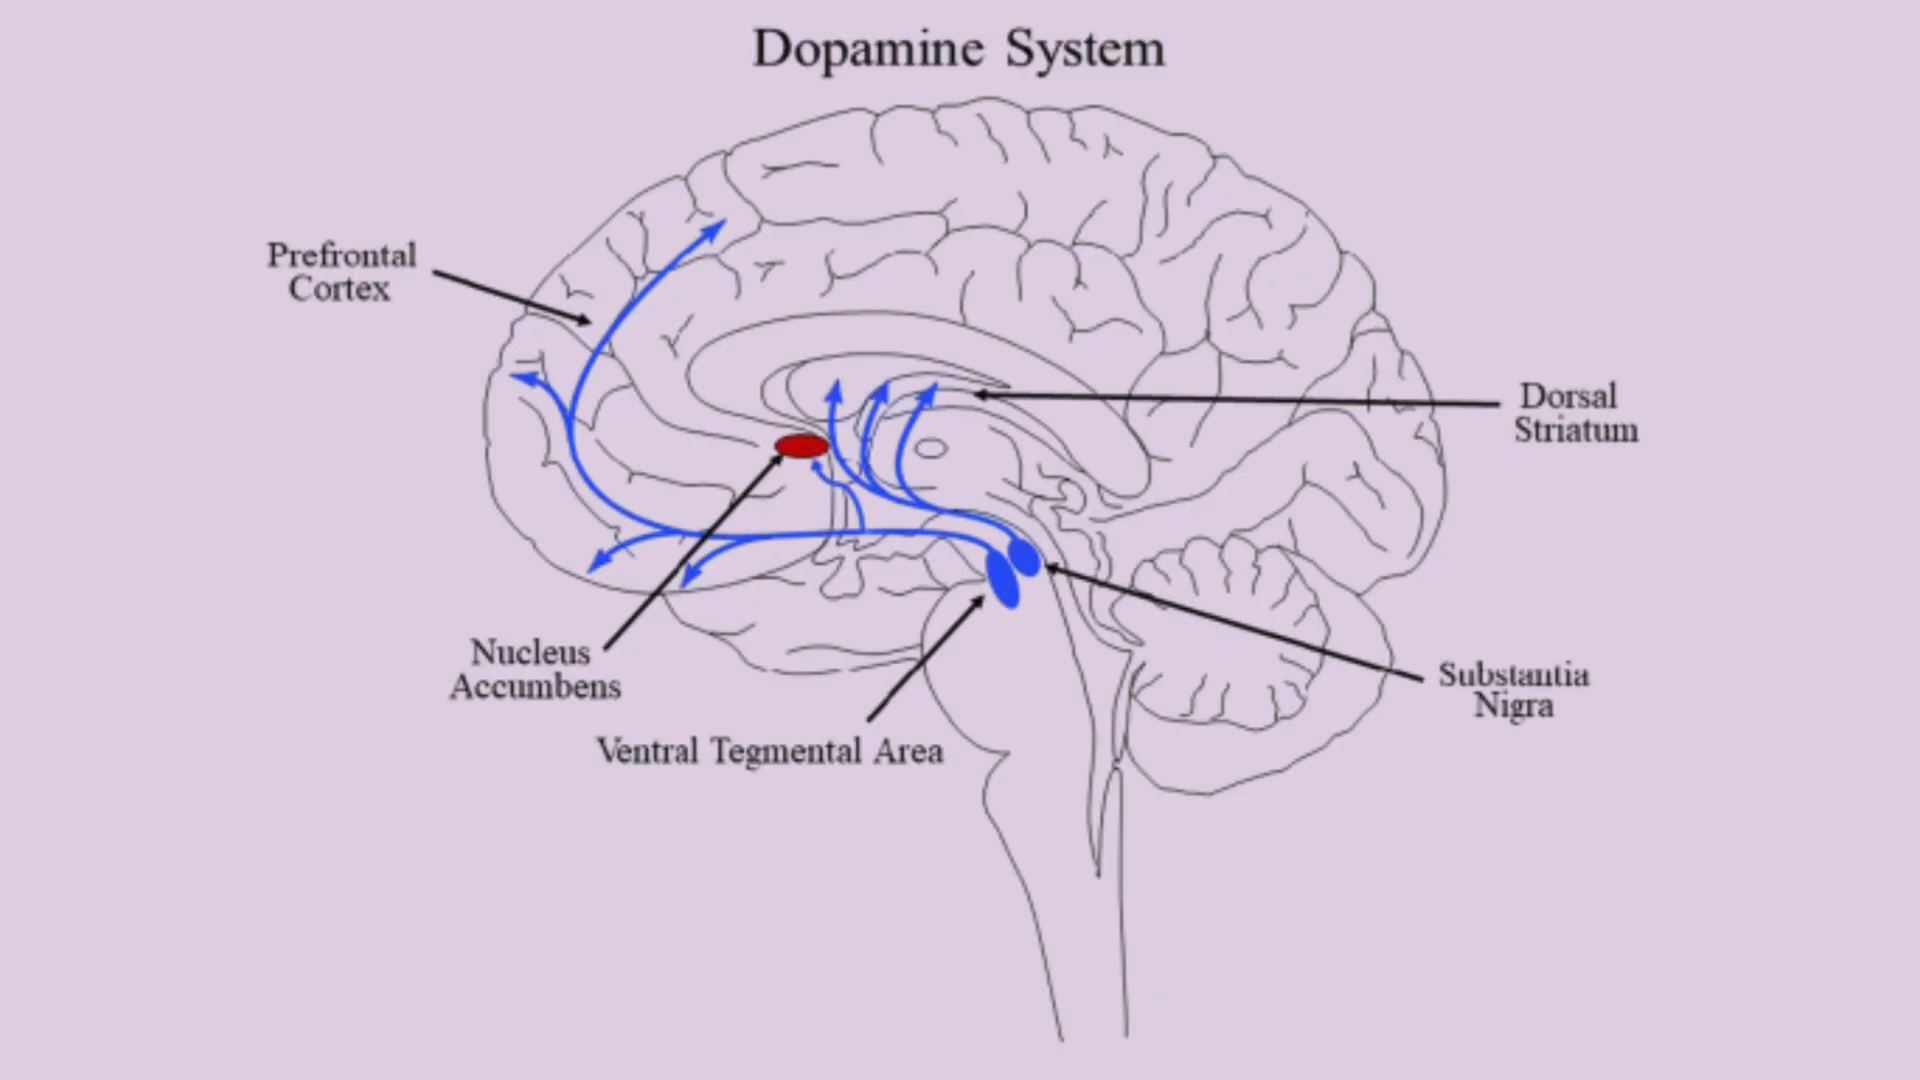 Dopamine System
Prefrontal
Cortex
Dorsal
Striatum
Nucleus
Accumbens
Substantia
Nigra
Ventral Tegmental Area